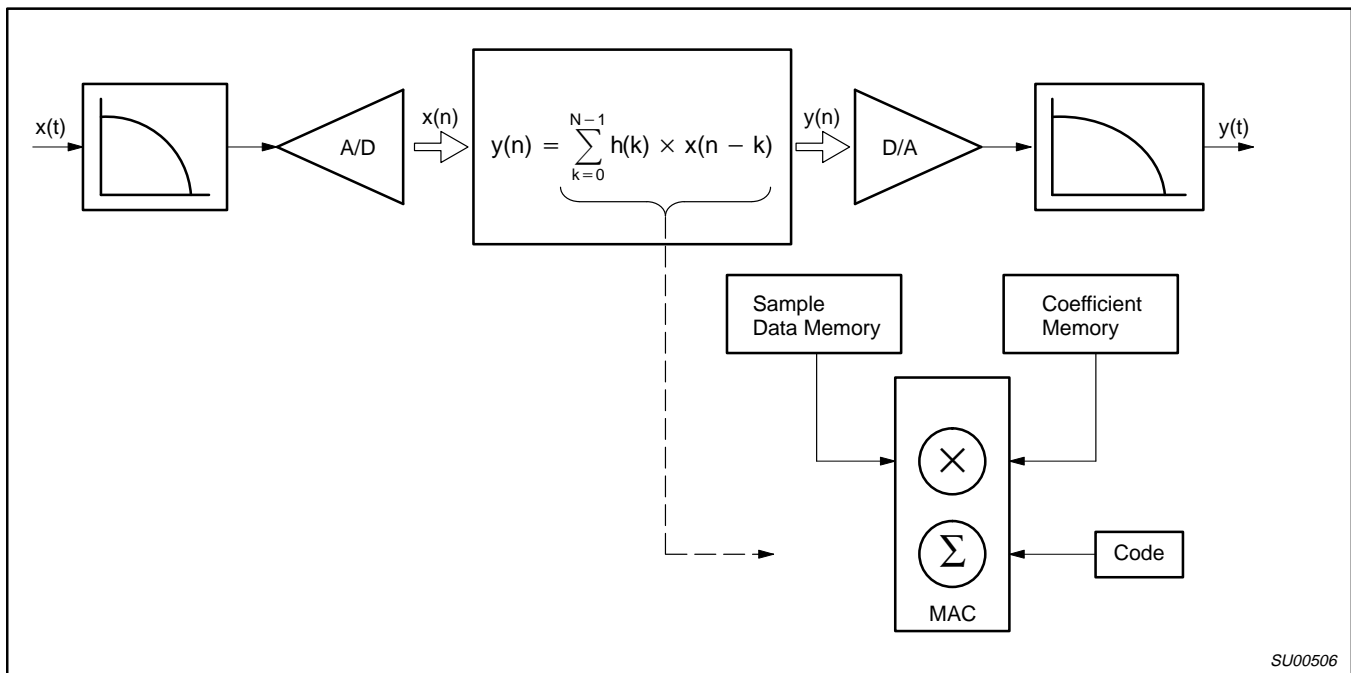 x(t)
A/D
x(n)
y(n) = N−1 ∑ k=0 h(k) × x(n − k)
y(n)
D/A
y(t)
Sample
Data Memory
Coefficient
Memory
×
Σ
Code
MAC
SU00506